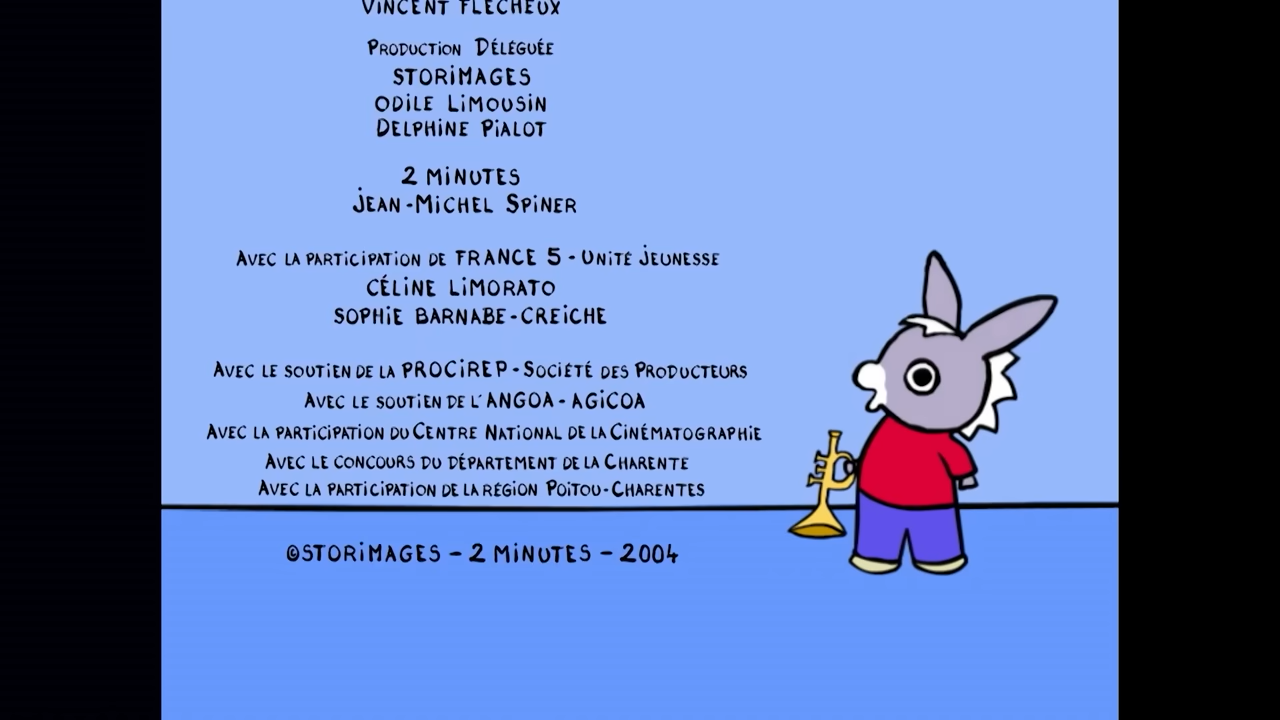 VINCENT FLÉCHEUX
PRODUCTION DÉLÉGUÉE
STORIMAGES
ODILE LIMOUSIN
DELPHINE PIALOT
2 MINUTES
JEAN-MICHEL SPINER
AVEC LA PARTICIPATION DE FRANCE 5 - UNITÉ JEUNESSE
CÉLINE LIMORATO
SOPHIE BARNABE-CREICHE
AVEC LE SOUTIEN DE LA PROCIREP - SOCIÉTÉ DES PRODUCTEURS
AVEC LE SOUTIEN DE L'ANGOA - AGICOA
AVEC LA PARTICIPATION DU CENTRE NATIONAL DE LA CINÉMATOGRAPHIE
AVEC LE CONCOURS DU DÉPARTEMENT DE LA CHARENTE
AVEC LA PARTICIPATION DE LA RÉGION POITOU-CHARENTES
©STORIMAGES – 2 MINUTES – 2004